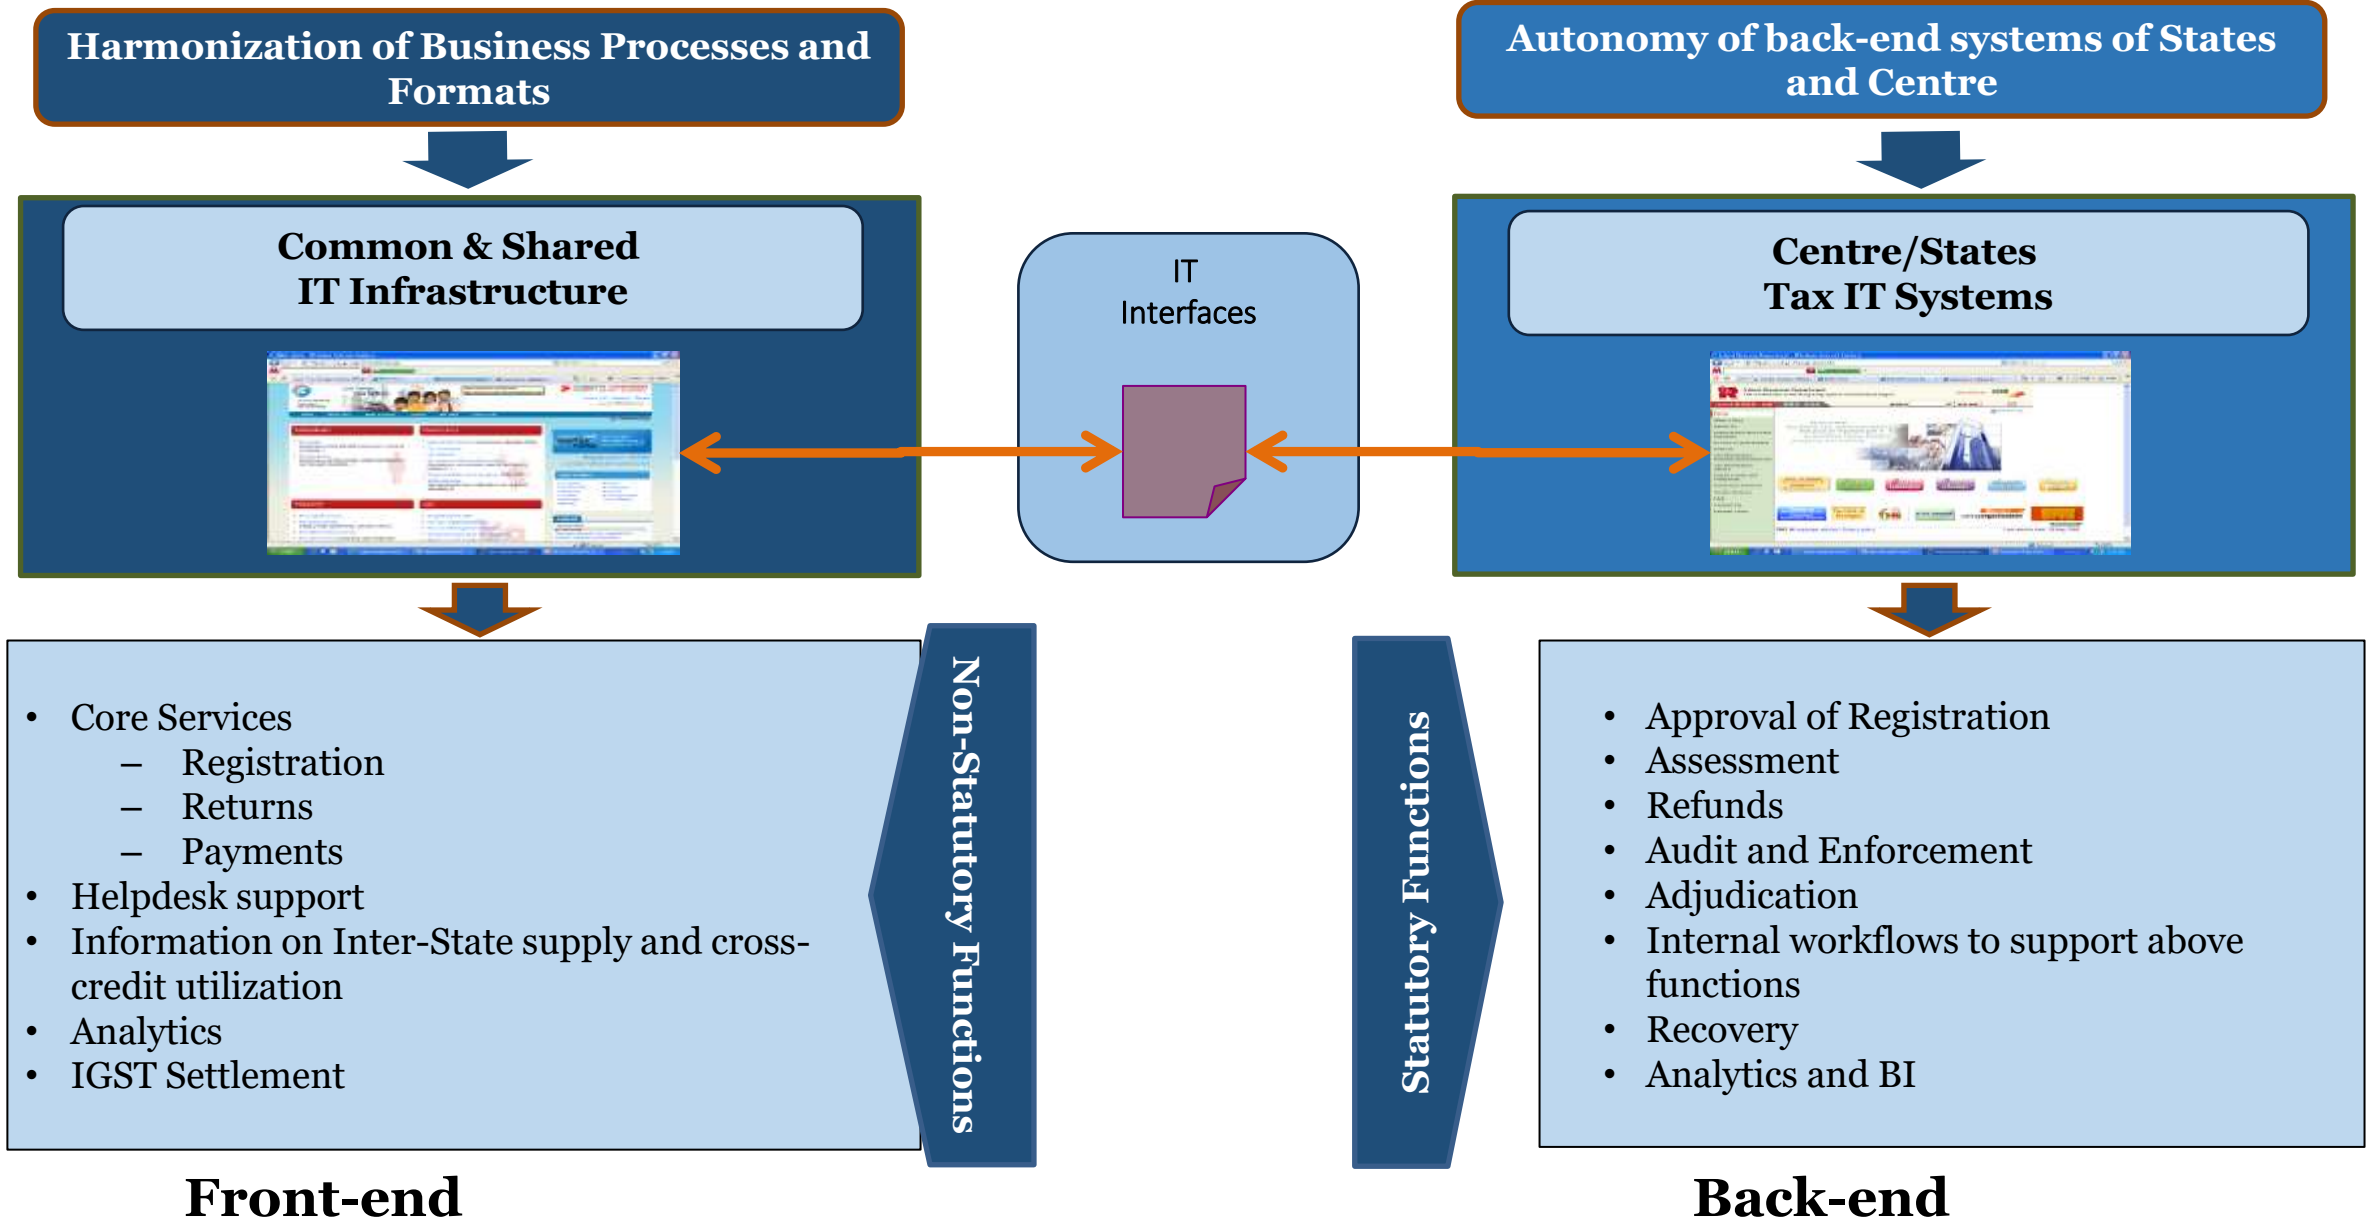 Harmonization of Business Processes and
Formats
Autonomy of back-end systems of States
and Centre
Common & Shared
IT Infrastructure
IT
Interfaces
Centre/States
Tax IT Systems
Non-Statutory Functions
Statutory Functions
• Core Services
– Registration
– Returns
– Payments
• Helpdesk support
• Information on Inter-State supply and cross-
credit utilization
• Analytics
• IGST Settlement
• Approval of Registration
• Assessment
• Refunds
• Audit and Enforcement
• Adjudication
• Internal workflows to support above
functions
• Recovery
• Analytics and BI
Front-end
Back-end